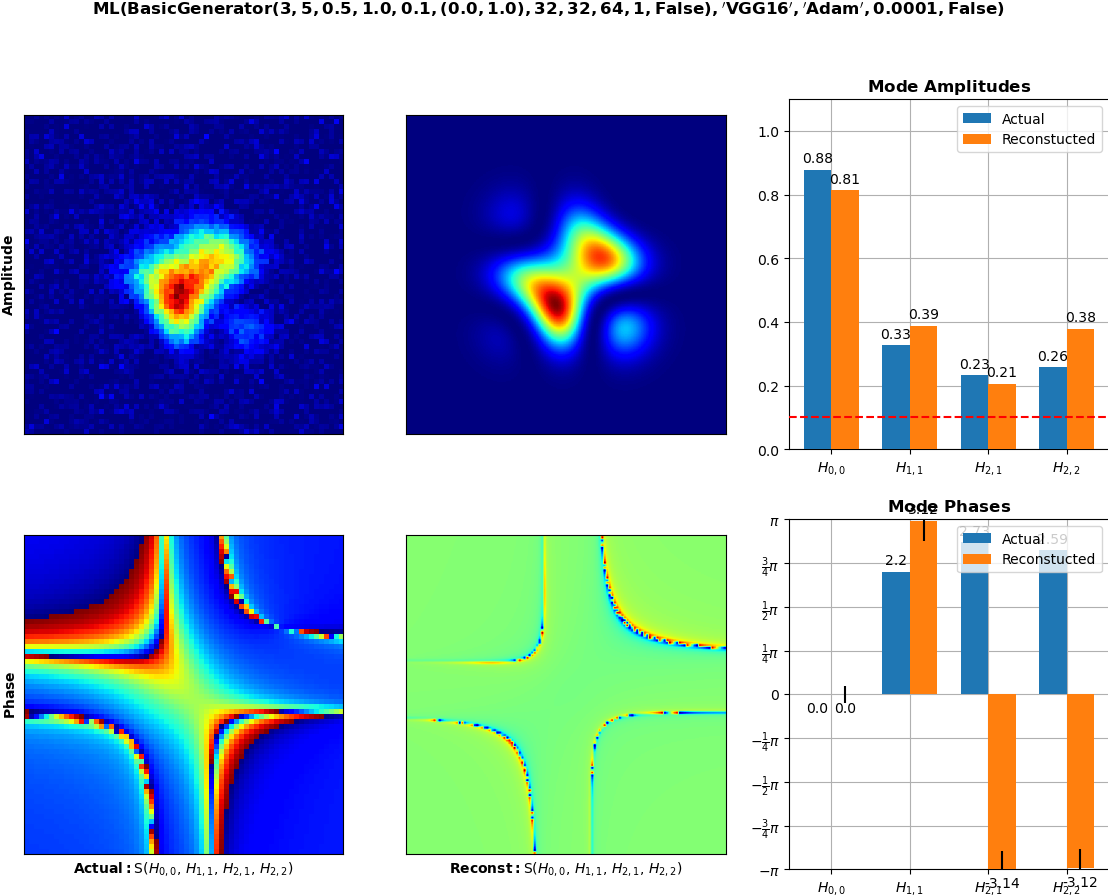 ML(BasicGenerator(3, 5, 0.5, 1.0, 0.1, (0.0, 1.0), 32, 32, 64, 1, False), 'VGG16', 'Adam', 0.0001, False)
Amplitude
Mode Amplitudes
Actual
Reconstucted
1.0
0.8
0.6
0.4
0.2
0.0
0.88
0.81
0.33
0.39
0.23
0.21
0.26
0.38
H₀,₀
H₁,₁
H₂,₁
H₂,₂
Phase
Actual: S(H₀,₀, H₁,₁, H₂,₁, H₂,₂)
Reconst: S(H₀,₀, H₁,₁, H₂,₁, H₂,₂)
Mode Phases
Actual
Reconstucted
π
3/4π
1/2π
1/4π
0
−1/4π
−1/2π
−3/4π
−π
0.0
0.0
2.2
3.12
2.73
-3.14
-3.12
H₀,₀
H₁,₁
H₂,₁
H₂,₂